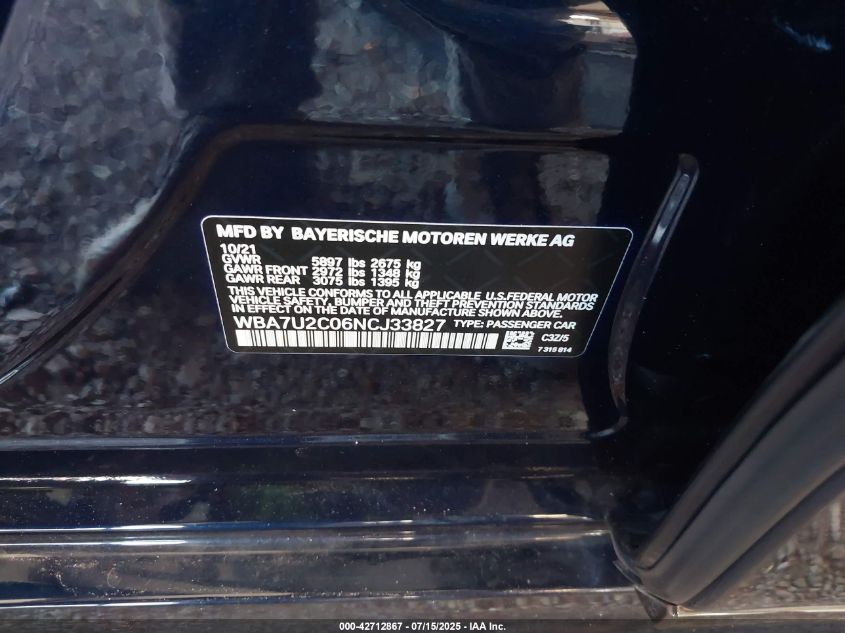 MFD BY BAYERISCHE MOTOREN WERKE AG
10/21
GVWR 5897 lbs 2675 kg
GAWR FRONT 2972 lbs 1348 kg
GAWR REAR 3075 lbs 1395 kg
THIS VEHICLE CONFORMS TO ALL APPLICABLE U.S.FEDERAL MOTOR
VEHICLE SAFETY, BUMPER AND THEFT PREVENTION STANDARDS
IN EFFECT ON THE DATE OF MANUFACTURE SHOWN ABOVE.
WBA7U2C06NCJ33827 TYPE: PASSENGER CAR
C3Z/5
7 315 814
000-42712867 - 07/15/2025 - IAA Inc.